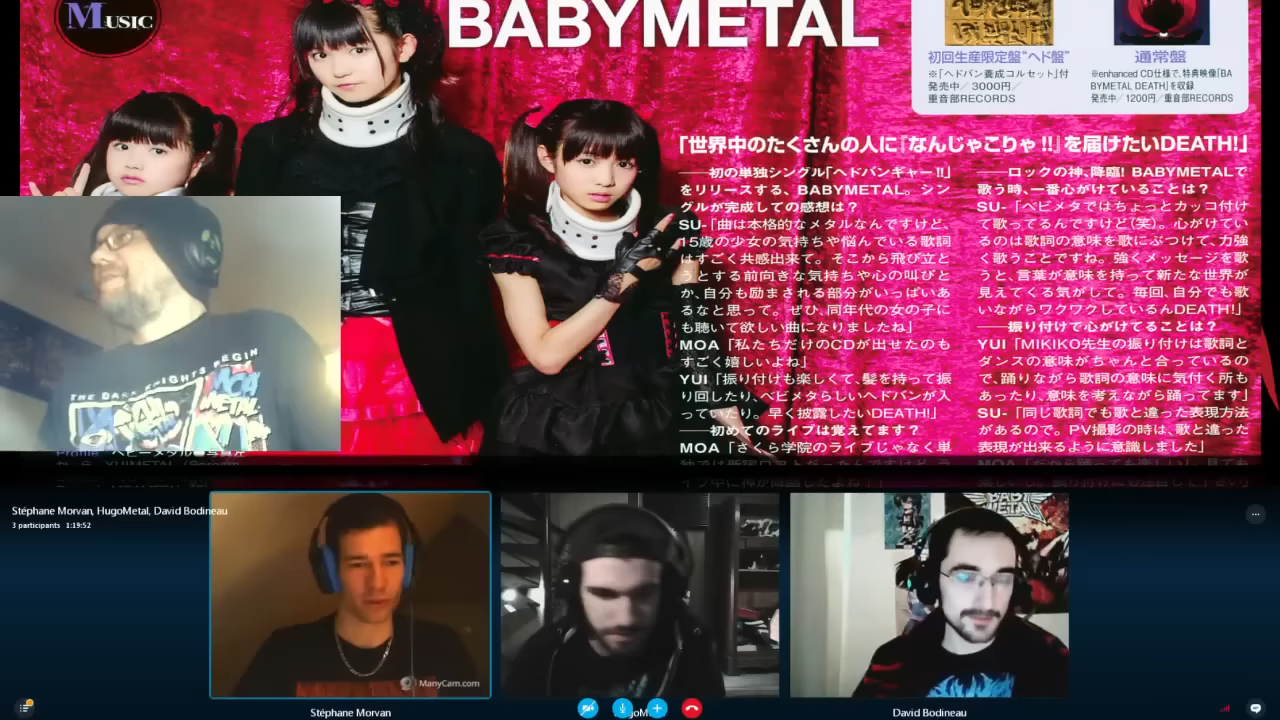 MUSIC
BABYMETAL
初回生産限定盤“ヘド盤”
※「ヘドバン養成コルセット」付
発売中／3000円／
重音部RECORDS
通常盤
※enhanced CD仕様で、特典映像「BA
BYMETAL DEATH」を収録
発売中／1200円／重音部RECORDS
「世界中のたくさんの人に『なんじゃこりゃ!!』を届けたいDEATH!」
――初の単独シングル「ヘドバンギャー!!」
をリリースする、BABYMETAL。シン
グルが完成しての感想は？
SU-「曲は本格的なメタルなんですけど、
15歳の少女の気持ちや悩んでいる歌詞
はすごく共感出来て。そこから飛び立と
うとする前向きな気持ちや心の叫びと
か、自分も励まされる部分がいっぱいあ
るなと思って。ぜひ、同年代の女の子に
も聴いて欲しい曲になりましたね」
MOA「私たちだけのCDが出せたのも
すごく嬉しいよね」
YUI「振り付けも楽しくて、髪を持って振
り回したり、ベビメタらしいヘドバンが入
っていたり。早く披露したいDEATH!」
――初めてのライブは覚えてます？
MOA「さくら学院のライブじゃなく単
――ロックの神、降臨! BABYMETALで
歌う時、一番心がけていることは？
SU-「ベビメタではちょっとカッコ付け
て歌ってるんですけど（笑）。心がけてい
るのは歌詞の意味を歌にぶつけて、力強
く歌うことですね。強くメッセージを歌
うと、言葉が意味を持って新たな世界が
見えてくる気がして。毎回、自分でも歌
いながらワクワクしているんDEATH!」
――振り付けで心がけてることは？
YUI「MIKIKO先生の振り付けは歌詞と
ダンスの意味がちゃんと合っているの
で、踊りながら歌詞の意味に気付く所も
あったり、意味を考えながら踊ってます」
SU-「同じ歌詞でも歌と違った表現方法
があるので。PV撮影の時は、歌と違った
表現が出来るように意識しました」
THE DARK KNIGHTS BEGIN
MOA
METAL
Stéphane Morvan, HugoMetal, David Bodineau
3 participants 1:19:52
BABY
METAL
ManyCam.com
Stéphane Morvan
David Bodineau